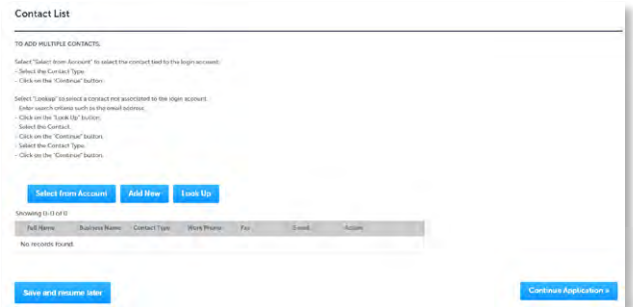 Contact List
TO ADD MULTIPLE CONTACTS,
Select "Select from Account" to select the contact tied to the login account:
- Select the Contact Type
- Click on the "Continue" button
Select "Lookup" to select a contact not associated to the login account
Enter search criteria such as the email address.
- Click on the "Look Up" button.
Select the Contact.
- Click on the "Continue" button.
- Select the Contact Type.
- Click on the "Continue" button.
Select from Account Add New Look Up
Showing 0-0 of 0
Full Name Business Name Contact Type Work Phone Fax E-mail Action
No records found.
Save and resume later Continue Application »